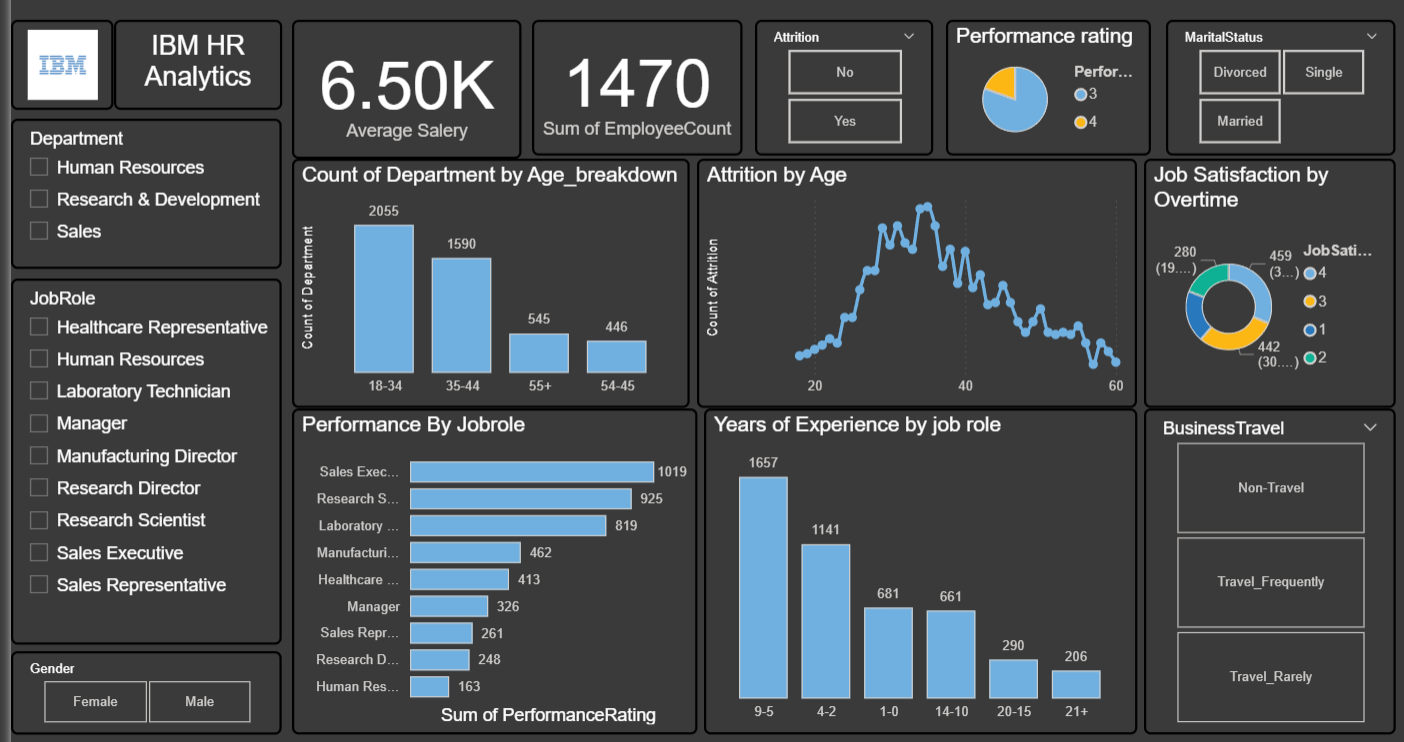 IBM
IBM HR
Analytics
6.50K
Average Salery
1470
Sum of EmployeeCount
Attrition
No
Yes
Performance rating
Perfor...
3
4
MaritalStatus
Divorced
Single
Married
Department
Human Resources
Research & Development
Sales
JobRole
Healthcare Representative
Human Resources
Laboratory Technician
Manager
Manufacturing Director
Research Director
Research Scientist
Sales Executive
Sales Representative
Gender
Female
Male
Count of Department by Age_breakdown
Count of Department
2055
1590
545
446
18-34
35-44
55+
54-45
Attrition by Age
Count of Attrition
20
40
60
Job Satisfaction by
Overtime
280
(19....)
459
(3...)
442
(30....)
JobSati...
4
3
1
2
Performance By Jobrole
Sales Exec... 1019
Research S... 925
Laboratory ... 819
Manufacturi... 462
Healthcare ... 413
Manager 326
Sales Repr... 261
Research D... 248
Human Res... 163
Sum of PerformanceRating
Years of Experience by job role
1657
1141
681
661
290
206
9-5
4-2
1-0
14-10
20-15
21+
BusinessTravel
Non-Travel
Travel_Frequently
Travel_Rarely